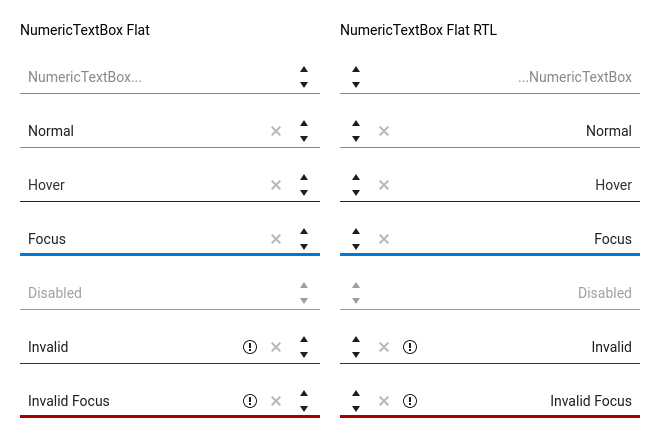 NumericTextBox Flat
NumericTextBox...
Normal
Hover
Focus
Disabled
Invalid
Invalid Focus
NumericTextBox Flat RTL
...NumericTextBox
Normal
Hover
Focus
Disabled
Invalid
Invalid Focus